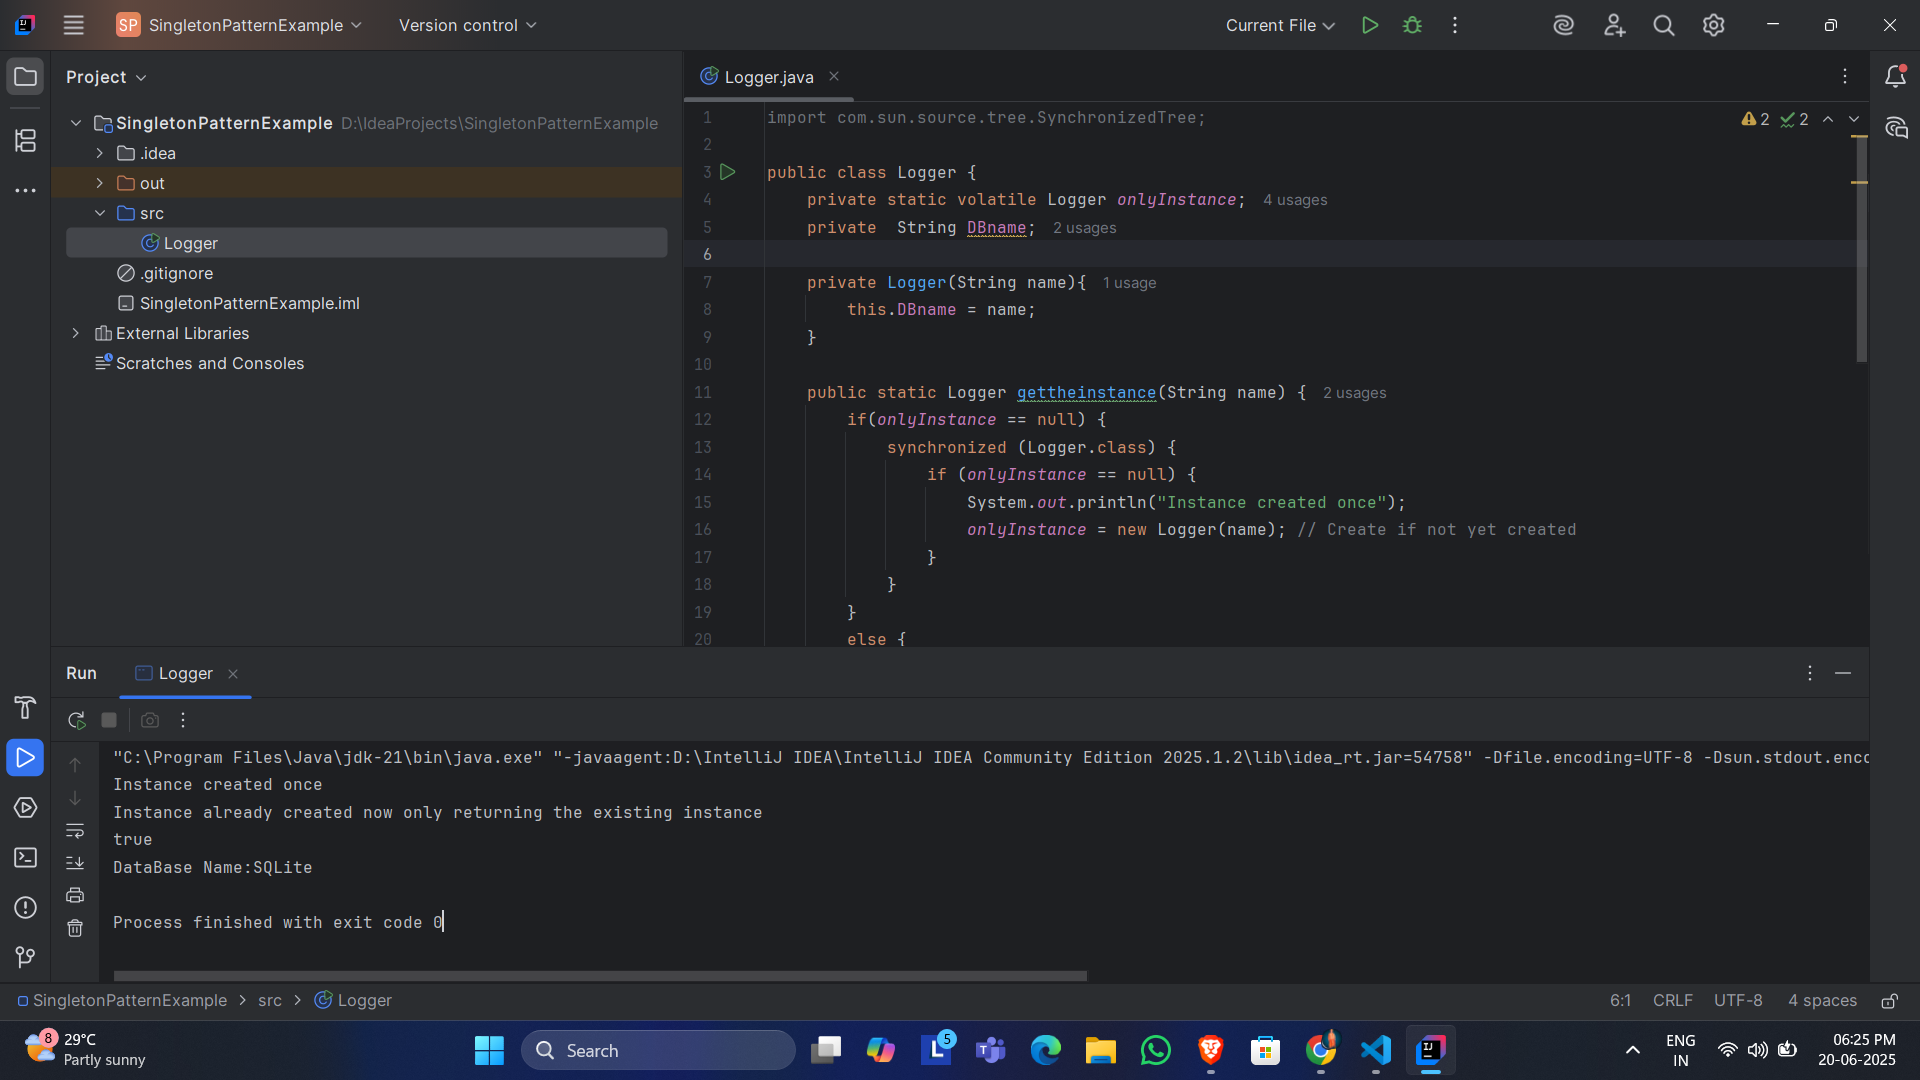 SP SingletonPatternExample Version control Current File
Project
Logger.java
SingletonPatternExample D:\IdeaProjects\SingletonPatternExample
.idea
out
src
Logger
.gitignore
SingletonPatternExample.iml
External Libraries
Scratches and Consoles
2 2
1 import com.sun.source.tree.SynchronizedTree;
2
3 public class Logger {
4 private static volatile Logger onlyInstance; 4 usages
5 private  String DBname; 2 usages
6
7 private Logger(String name){ 1 usage
8 this.DBname = name;
9 }
10
11 public static Logger gettheinstance(String name) { 2 usages
12 if(onlyInstance == null) {
13 synchronized (Logger.class) {
14 if (onlyInstance == null) {
15 System.out.println("Instance created once");
16 onlyInstance = new Logger(name); // Create if not yet created
17 }
18 }
19 }
20 else {
Run Logger
"C:\Program Files\Java\jdk-21\bin\java.exe" "-javaagent:D:\IntelliJ IDEA\IntelliJ IDEA Community Edition 2025.1.2\lib\idea_rt.jar=54758" -Dfile.encoding=UTF-8 -Dsun.stdout.enc
Instance created once
Instance already created now only returning the existing instance
true
DataBase Name:SQLite
Process finished with exit code 0
SingletonPatternExample > src > Logger 6:1 CRLF UTF-8 4 spaces
8 29°C
Partly sunny
Search
5
ENG
IN
06:25 PM
20-06-2025